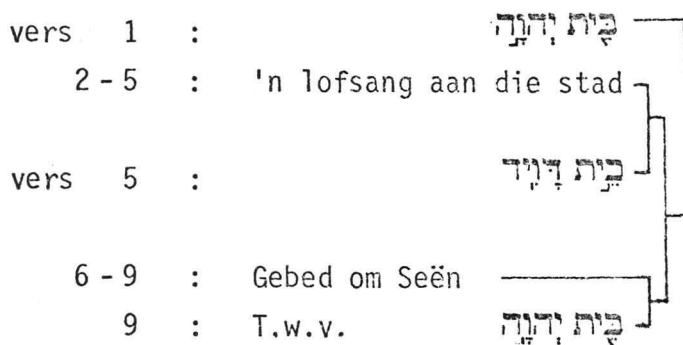 vers 1 : בֵּית יְהוָה
2-5 : 'n lofsang aan die stad
vers 5 : בֵּית דָּוִיד
6-9 : Gebed om Seën
9 : T.w.v. בֵּית יְהוָה